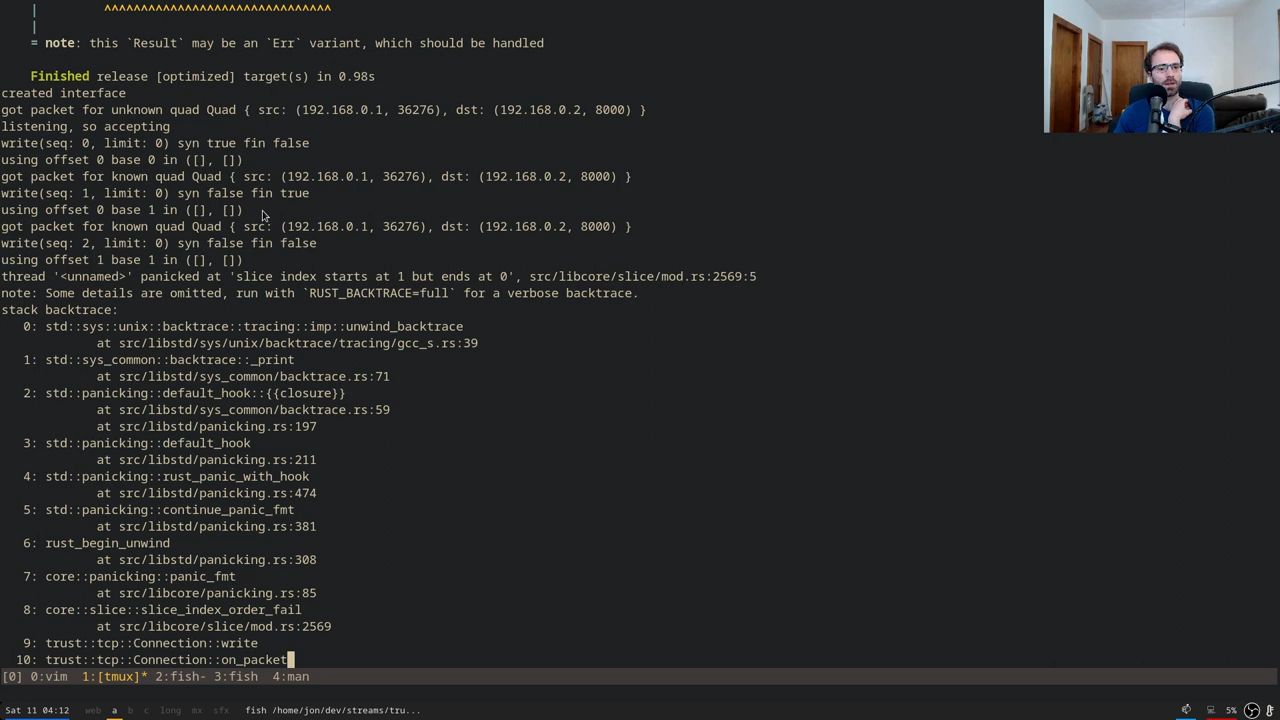 |        ^^^^^^^^^^^^^^^^^^^^^^^^^^^^^^^
|
= note: this `Result` may be an `Err` variant, which should be handled
Finished release [optimized] target(s) in 0.98s
created interface
got packet for unknown quad Quad { src: (192.168.0.1, 36276), dst: (192.168.0.2, 8000) }
listening, so accepting
write(seq: 0, limit: 0) syn true fin false
using offset 0 base 0 in ([], [])
got packet for known quad Quad { src: (192.168.0.1, 36276), dst: (192.168.0.2, 8000) }
write(seq: 1, limit: 0) syn false fin true
using offset 0 base 1 in ([], [])
got packet for known quad Quad { src: (192.168.0.1, 36276), dst: (192.168.0.2, 8000) }
write(seq: 2, limit: 0) syn false fin false
using offset 1 base 1 in ([], [])
thread '<unnamed>' panicked at 'slice index starts at 1 but ends at 0', src/libcore/slice/mod.rs:2569:5
note: Some details are omitted, run with `RUST_BACKTRACE=full` for a verbose backtrace.
stack backtrace:
0: std::sys::unix::backtrace::tracing::imp::unwind_backtrace
at src/libstd/sys/unix/backtrace/tracing/gcc_s.rs:39
1: std::sys_common::backtrace::_print
at src/libstd/sys_common/backtrace.rs:71
2: std::panicking::default_hook::{{closure}}
at src/libstd/sys_common/backtrace.rs:59
at src/libstd/panicking.rs:197
3: std::panicking::default_hook
at src/libstd/panicking.rs:211
4: std::panicking::rust_panic_with_hook
at src/libstd/panicking.rs:474
5: std::panicking::continue_panic_fmt
at src/libstd/panicking.rs:381
6: rust_begin_unwind
at src/libstd/panicking.rs:308
7: core::panicking::panic_fmt
at src/libcore/panicking.rs:85
8: core::slice::slice_index_order_fail
at src/libcore/slice/mod.rs:2569
9: trust::tcp::Connection::write
10: trust::tcp::Connection::on_packet
[0] 0:vim  1:[tmux]* 2:fish- 3:fish  4:man
Sat 11 04:12 web a b c long mx sfx fish /home/jon/dev/streams/tru... 5%